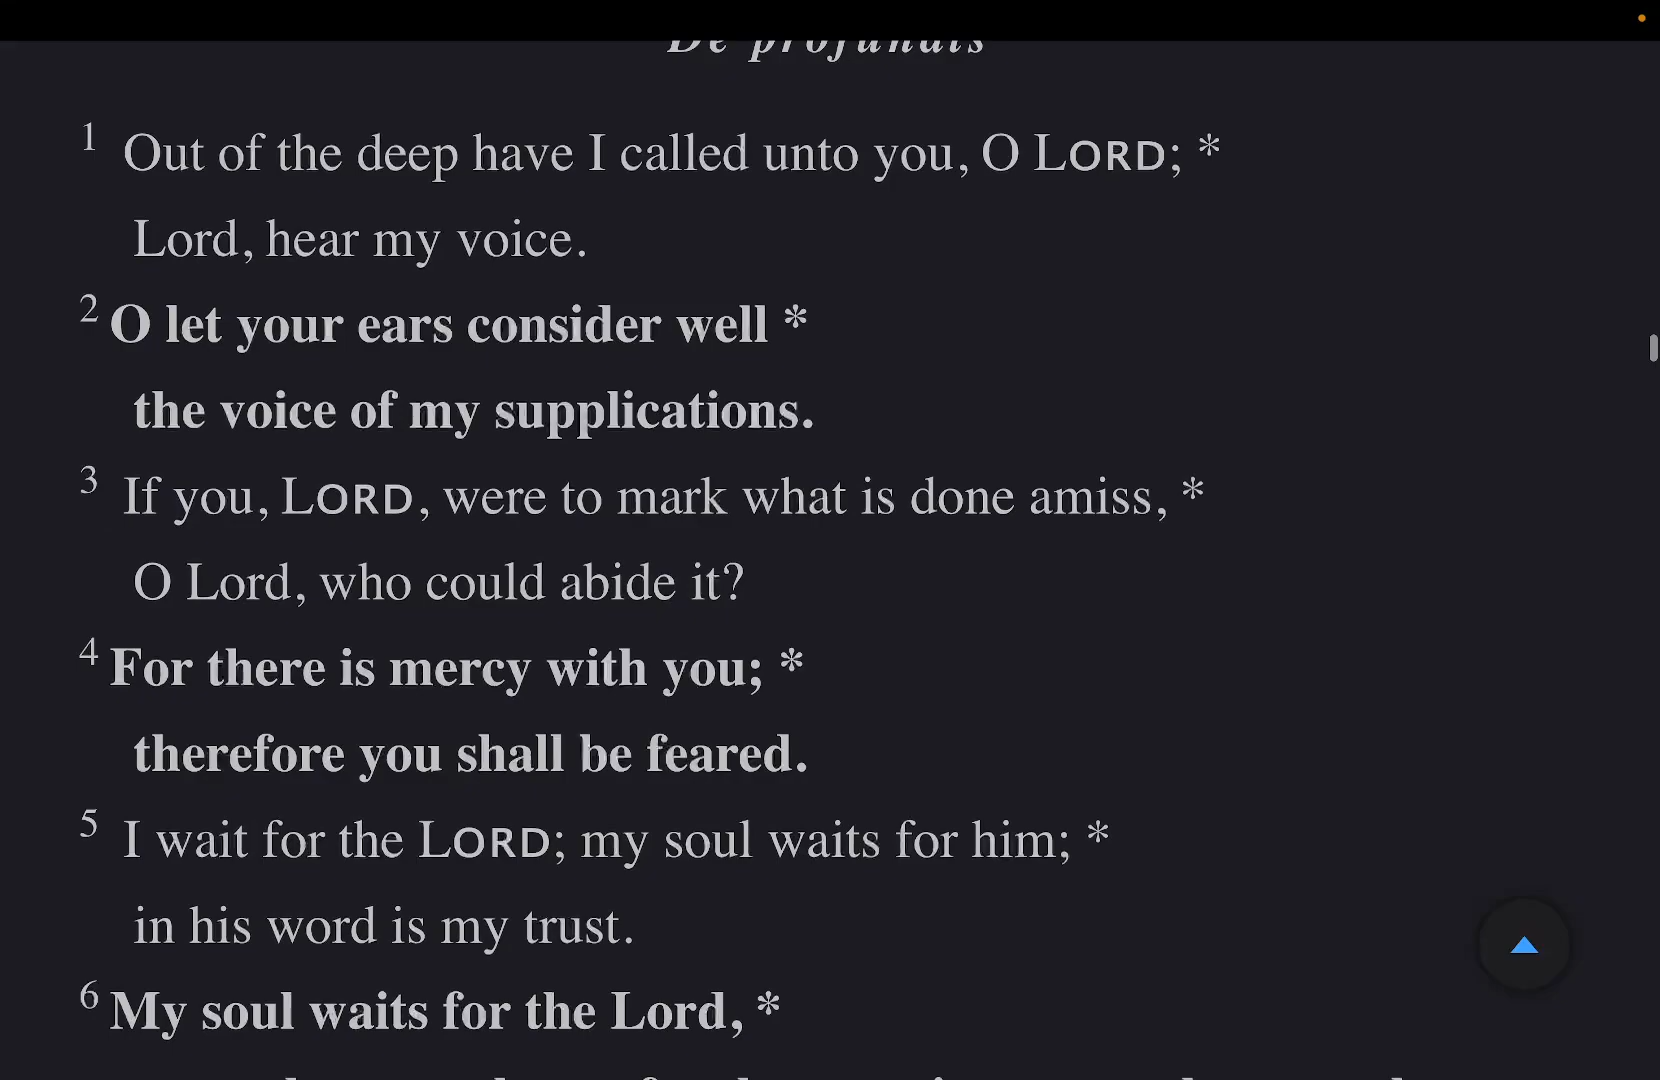 De profundis
1 Out of the deep have I called unto you, O LORD; *
Lord, hear my voice.
2 O let your ears consider well *
the voice of my supplications.
3 If you, LORD, were to mark what is done amiss, *
O Lord, who could abide it?
4 For there is mercy with you; *
therefore you shall be feared.
5 I wait for the LORD; my soul waits for him; *
in his word is my trust.
6 My soul waits for the Lord, *